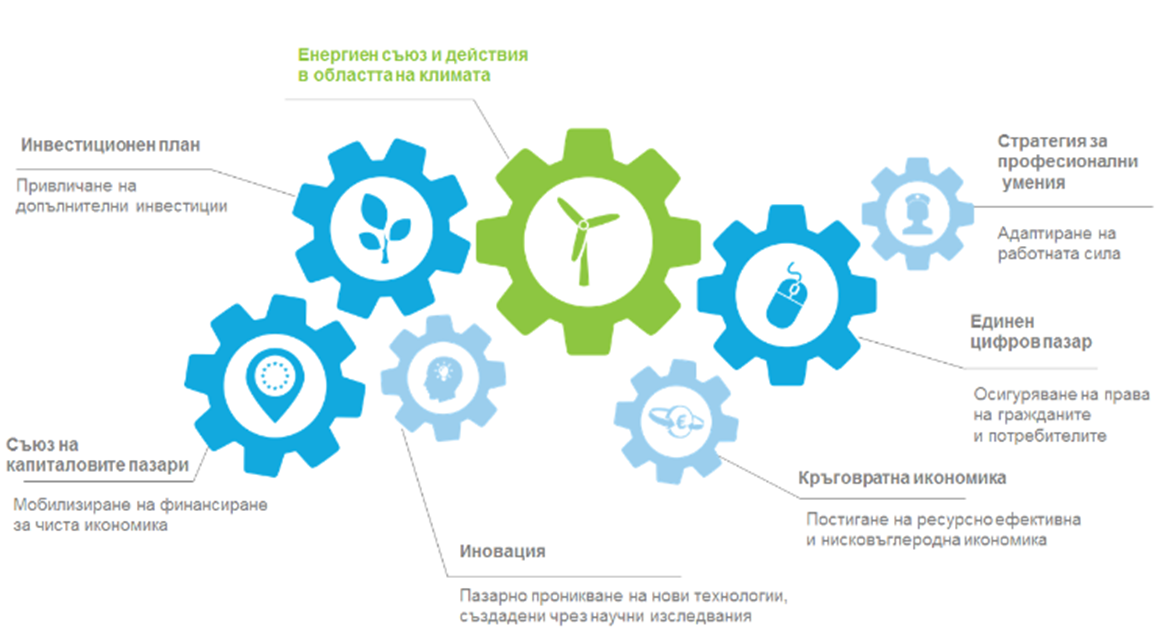 Енергиен съюз и действия
в областта на климата
Инвестиционен план
Привличане на
допълнителни инвестиции
Стратегия за
професионални
умения
Адаптиране на
работната сила
Единен
цифров пазар
Осигуряване на права
на гражданите
и потребителите
Съюз на
капиталовите пазари
Мобилизиране на финансиране
за чиста икономика
Кръговратна икономика
Постигане на ресурсно ефективна
и нисковъглеродна икономика
Иновация
Пазарно проникване на нови технологии,
създадени чрез научни изследвания
€